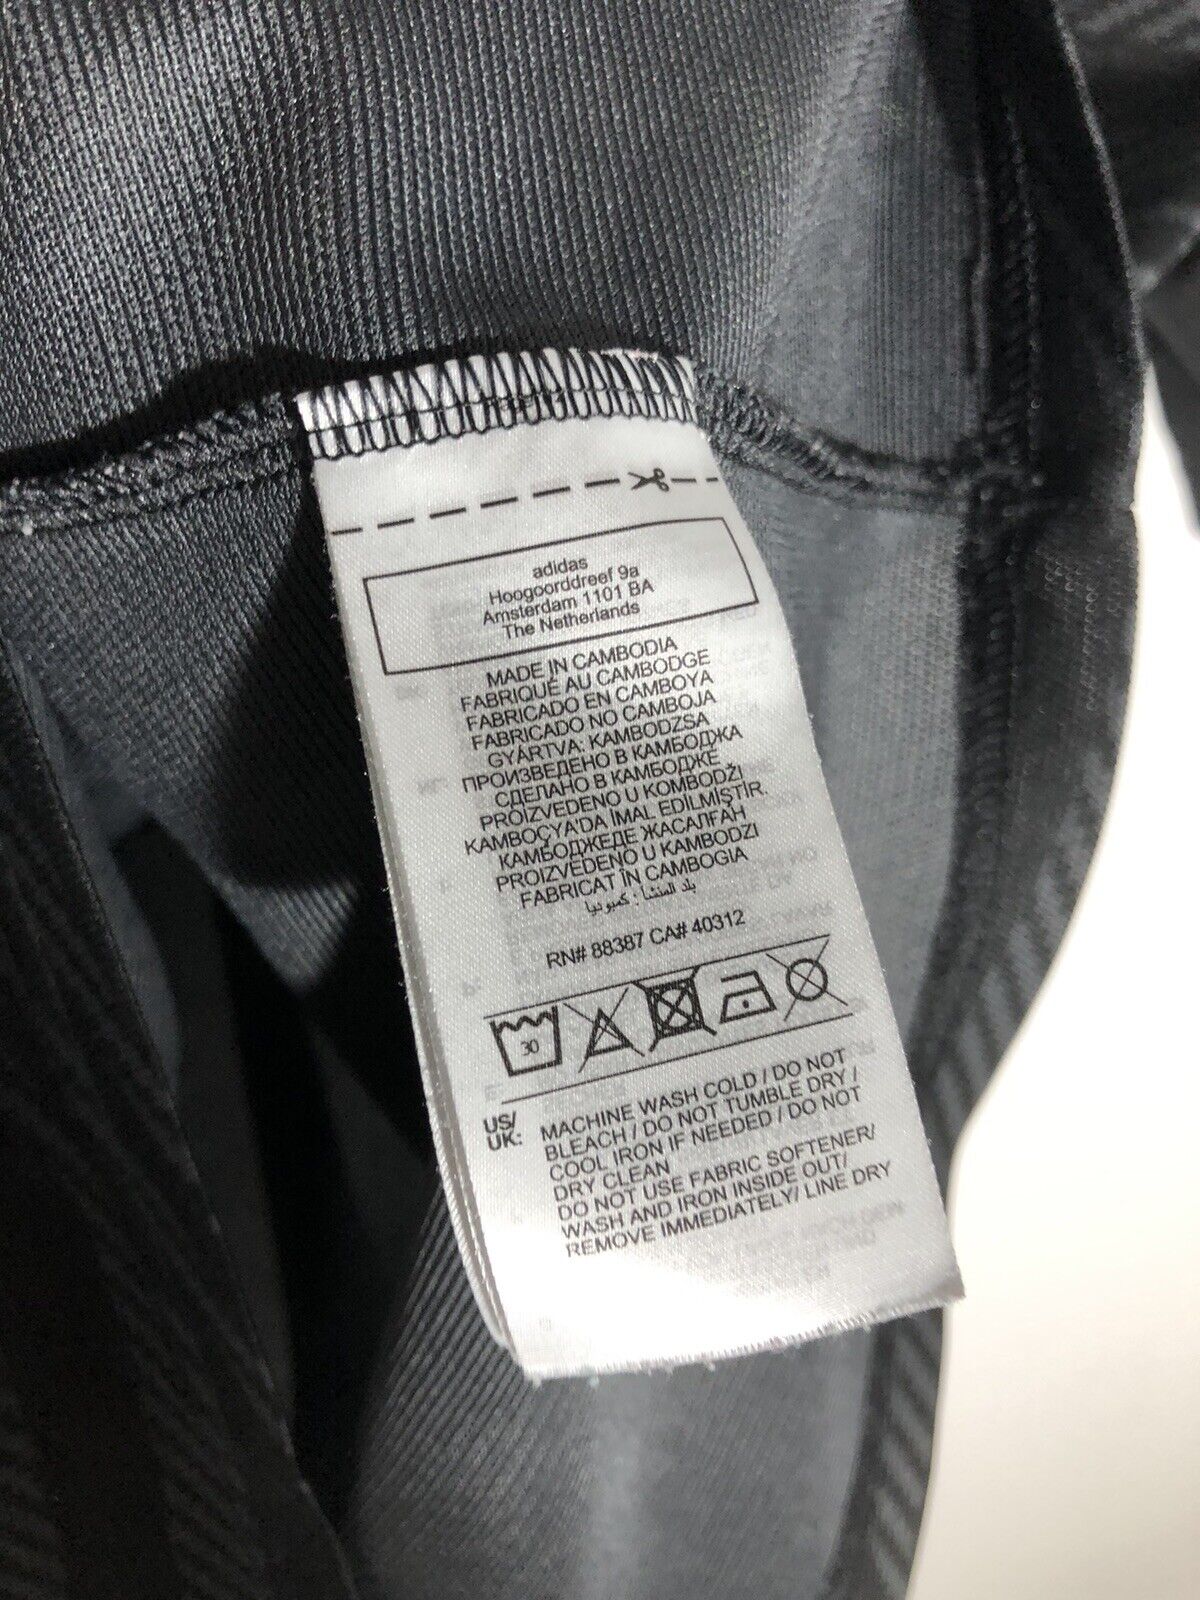 adidas
Hoogoorddreef 9a
Amsterdam 1101 BA
The Netherlands
MADE IN CAMBODIA
FABRIQUÉ AU CAMBODGE
FABRICADO EN CAMBOYA
FABRICADO NO CAMBOJA
GYÁRTVA: KAMBODZSA
ПРОИЗВЕДЕНО В КАМБОДЖА
СДЕЛАНО В КАМБОДЖЕ
PROIZVEDENO U KOMBODŽI
KAMBOÇYA'DA İMAL EDİLMİŞTİR
КАМБОДЖЕДЕ ЖАСАЛҒАН
PROIZVEDENO U KAMBODZI
FABRICAT ÎN CAMBOGIA
بلد المنشأ : كمبوديا
RN# 88387 CA# 40312
30
US/
UK:
MACHINE WASH COLD / DO NOT
BLEACH / DO NOT TUMBLE DRY /
COOL IRON IF NEEDED / DO NOT
DRY CLEAN
DO NOT USE FABRIC SOFTENER/
WASH AND IRON INSIDE OUT/
REMOVE IMMEDIATELY/ LINE DRY